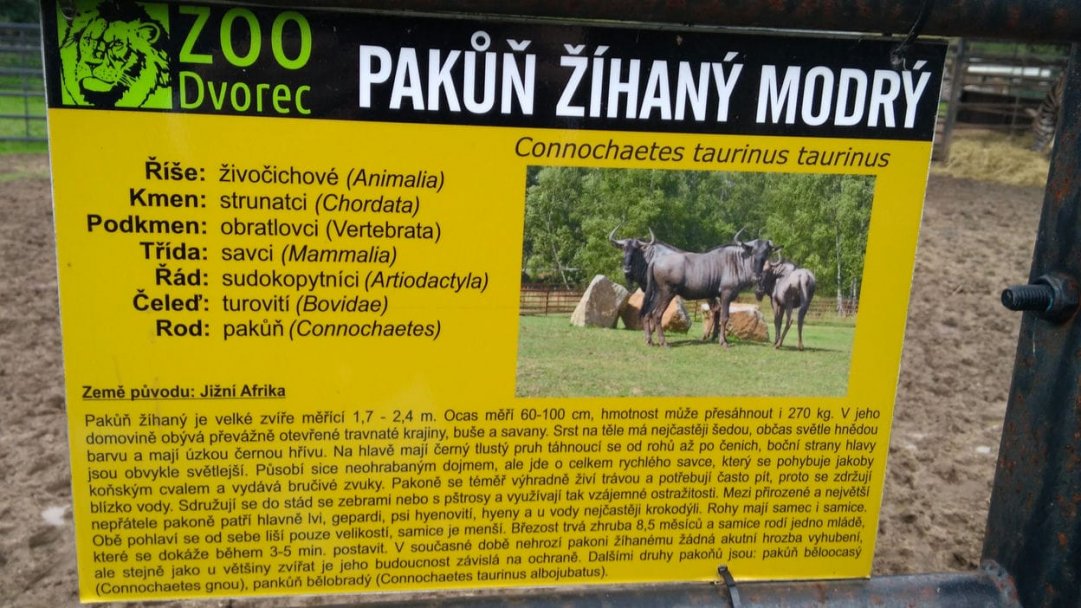 ZOO
Dvorec
PAKŮŇ ŽÍHANÝ MODRÝ
Connochaetes taurinus taurinus
Říše: živočichové (Animalia)
Kmen: strunatci (Chordata)
Podkmen: obratlovci (Vertebrata)
Třída: savci (Mammalia)
Řád: sudokopytníci (Artiodactyla)
Čeleď: turovití (Bovidae)
Rod: pakůň (Connochaetes)
Země původu: Jižní Afrika
Pakůň žíhaný je velké zvíře měřící 1,7 - 2,4 m. Ocas měří 60-100 cm, hmotnost může přesáhnout i 270 kg. V jeho
domovině obývá převážně otevřené travnaté krajiny, buše a savany. Srst na těle má nejčastěji šedou, občas světle hnědou
barvu a mají úzkou černou hřívu. Na hlavě mají černý tlustý pruh táhnoucí se od rohů až po čenich, boční strany hlavy
jsou obvykle světlejší. Působí sice neohrabaným dojmem, ale jde o celkem rychlého savce, který se pohybuje jakoby
koňským cvalem a vydává bručivé zvuky. Pakoně se téměř výhradně živí trávou a potřebují často pít, proto se zdržují
blízko vody. Sdružují se do stád se zebrami nebo s pštrosy a využívají tak vzájemné ostražitosti. Mezi přirozené a největší
nepřátele pakoně patří hlavně lvi, gepardi, psi hyenovití, hyeny a u vody nejčastěji krokodýli. Rohy mají samec i samice.
Obě pohlaví se od sebe liší pouze velikostí, samice je menší. Březost trvá zhruba 8,5 měsíců a samice rodí jedno mládě,
které se dokáže během 3-5 min. postavit. V současné době nehrozí pakoni žíhanému žádná akutní hrozba vyhubení,
ale stejně jako u většiny zvířat je jeho budoucnost závislá na ochraně. Dalšími druhy pakoňů jsou: pakůň běloocasý
(Connochaetes gnou), pankůň bělobradý (Connochaetes taurinus albojubatus).